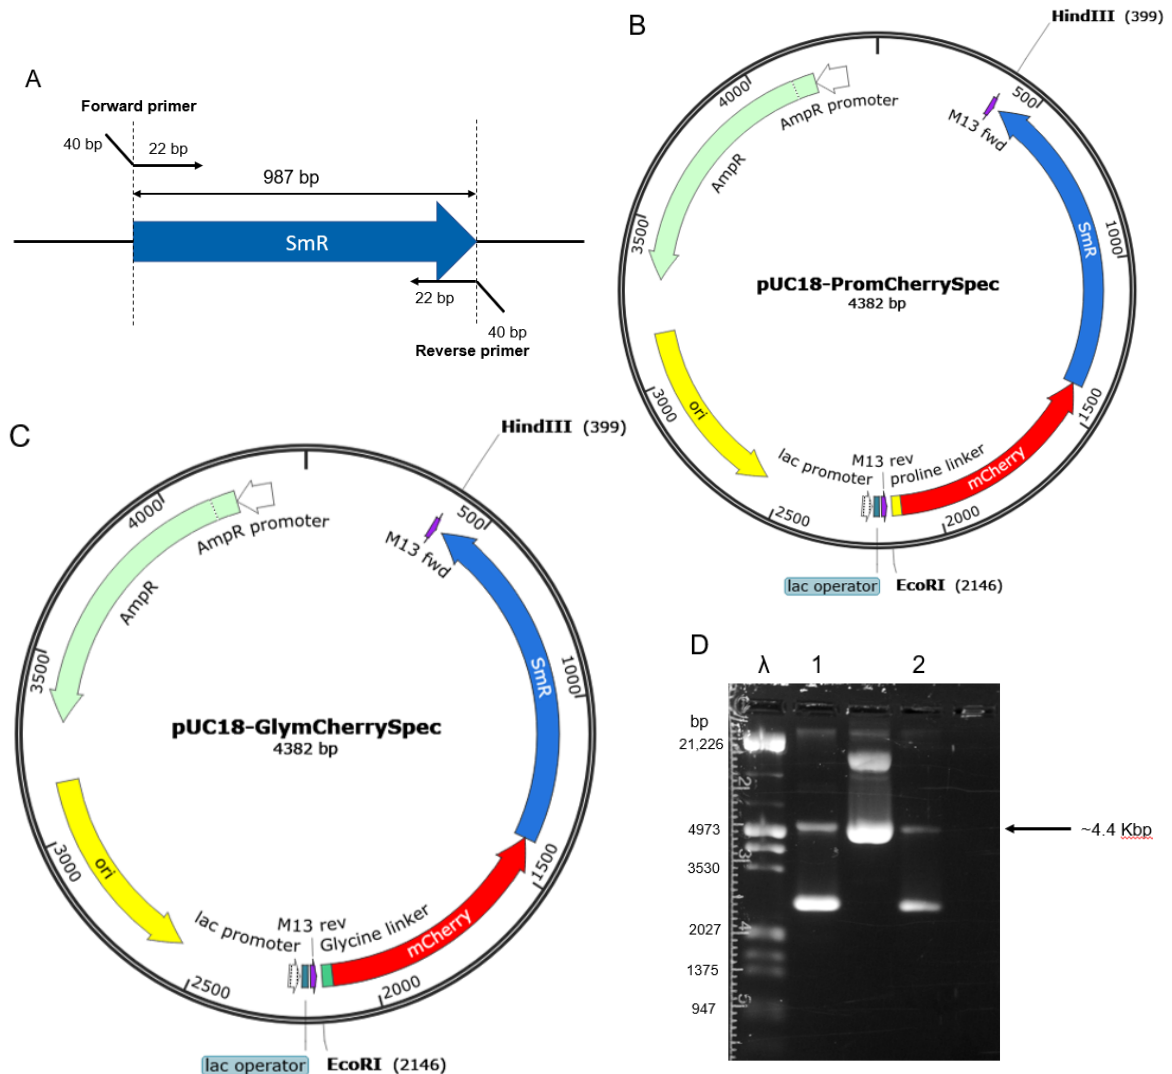 A
Forward primer
40 bp
22 bp
987 bp
SmR
22 bp
40 bp
Reverse primer
B
HindIII (399)
500
M13 fwd
SmR
1000
1500
mCherry
proline linker
M13 rev
lac promoter
2000
2500
lac operator
EcoRI (2146)
ori
3000
3500
AmpR
AmpR promoter
4000
pUC18-PromCherrySpec
4382 bp
C
HindIII (399)
500
M13 fwd
SmR
1000
1500
mCherry
Glycine linker
M13 rev
lac promoter
2000
2500
lac operator
EcoRI (2146)
ori
3000
3500
AmpR
AmpR promoter
4000
pUC18-GlymCherrySpec
4382 bp
D
λ 1 2
bp
21,226
4973
3530
2027
1375
947
2
3
4
5
~4.4 Kbp